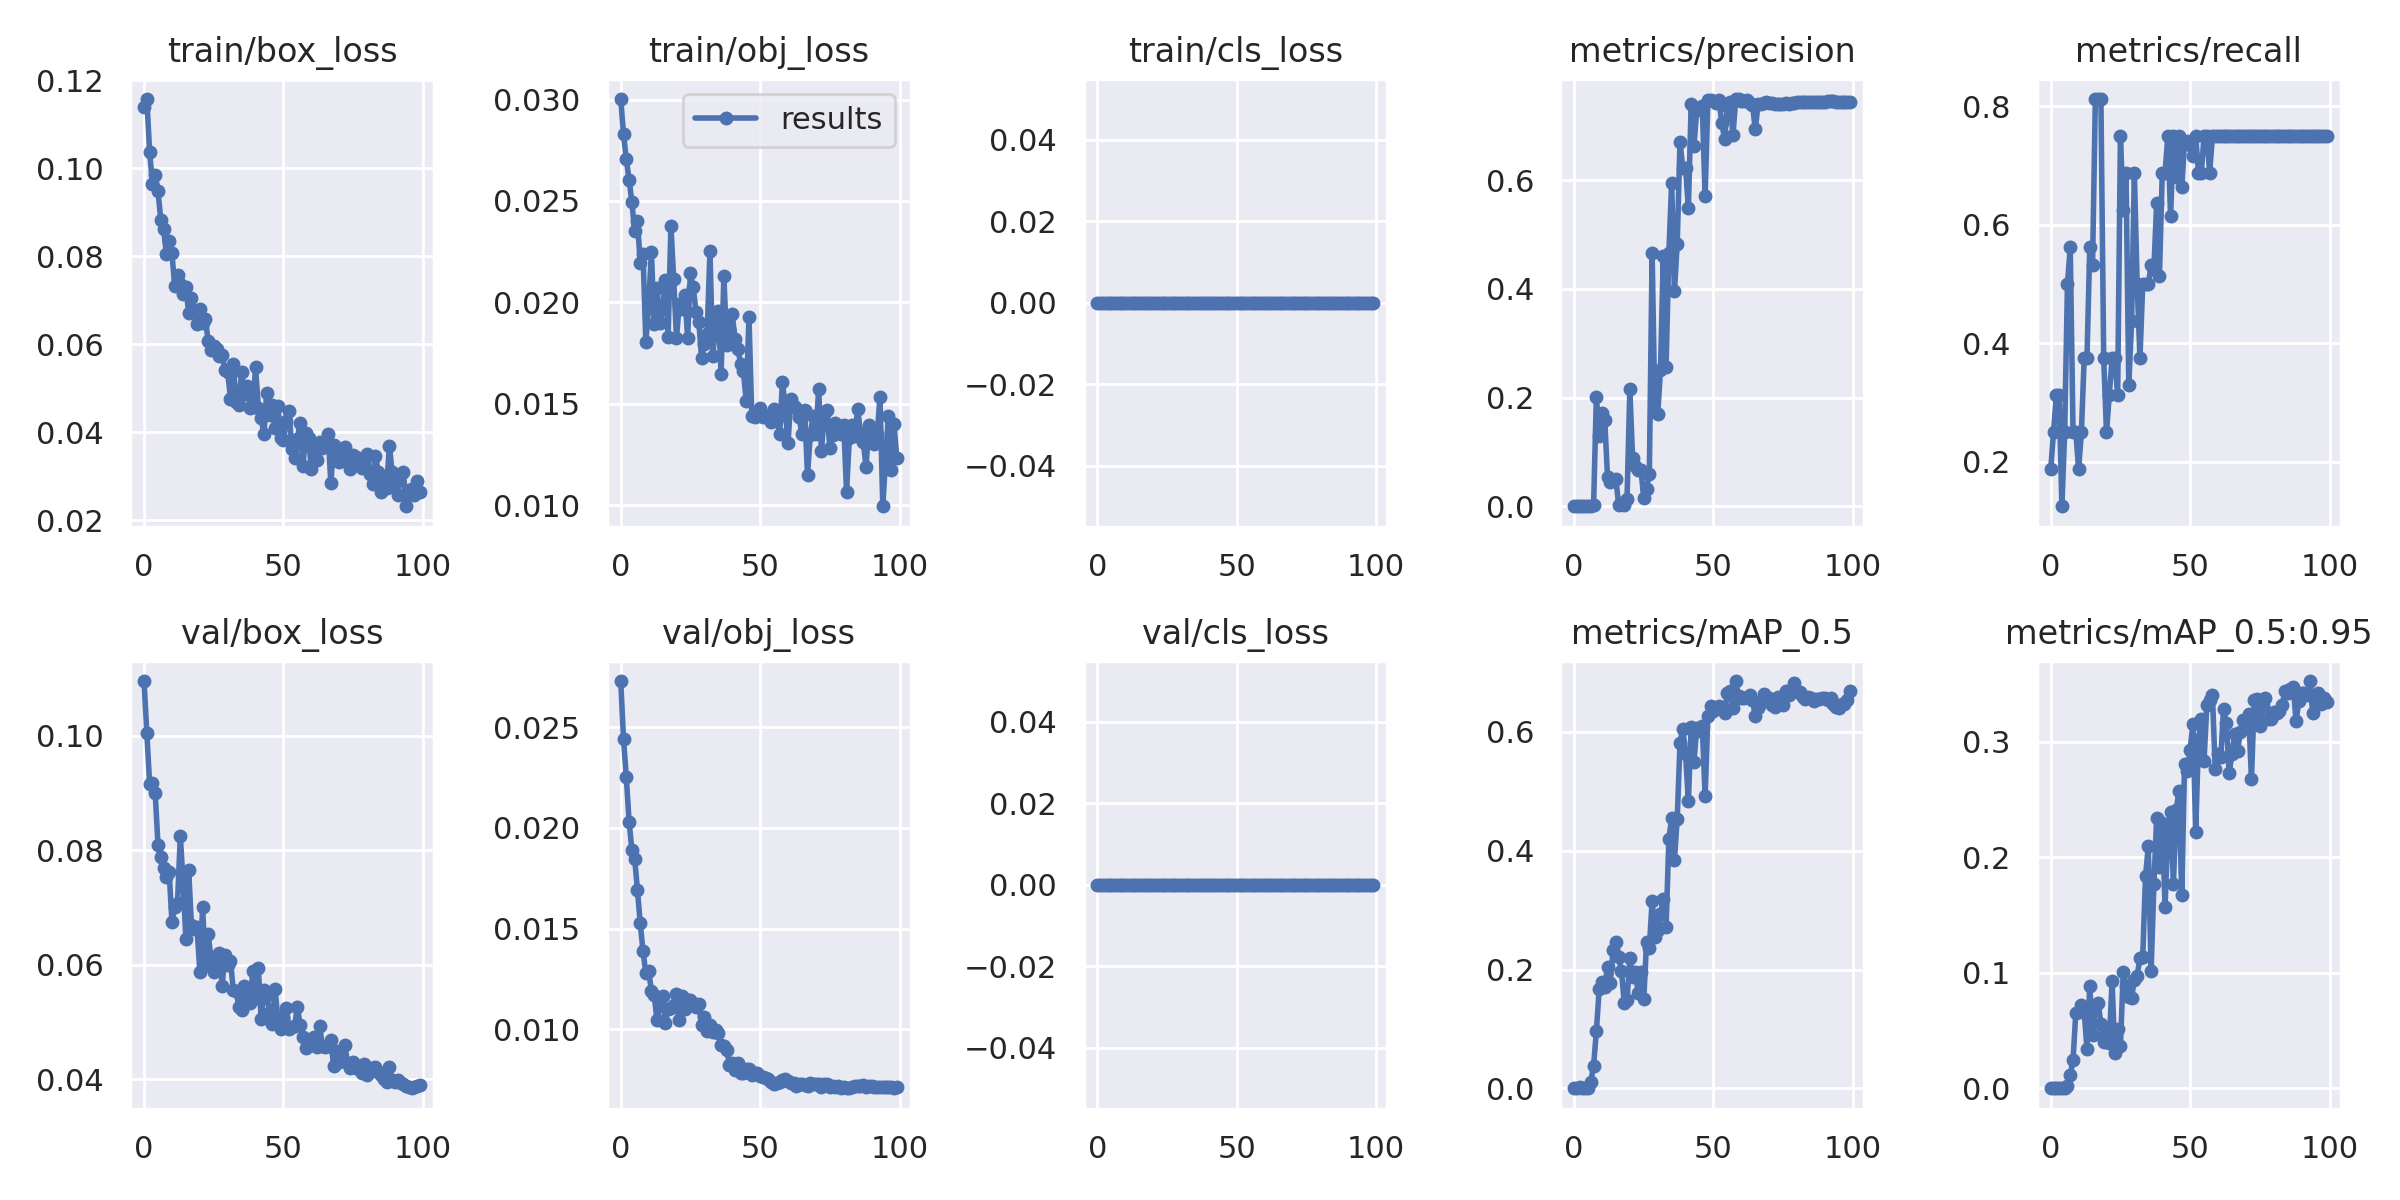 train/box_loss
0.12
0.10
0.08
0.06
0.04
0.02
0 50 100
train/obj_loss
results
0.030
0.025
0.020
0.015
0.010
0 50 100
train/cls_loss
0.04
0.02
0.00
−0.02
−0.04
0 50 100
metrics/precision
0.6
0.4
0.2
0.0
0 50 100
metrics/recall
0.8
0.6
0.4
0.2
0 50 100
val/box_loss
0.10
0.08
0.06
0.04
0 50 100
val/obj_loss
0.025
0.020
0.015
0.010
0 50 100
val/cls_loss
0.04
0.02
0.00
−0.02
−0.04
0 50 100
metrics/mAP_0.5
0.6
0.4
0.2
0.0
0 50 100
metrics/mAP_0.5:0.95
0.3
0.2
0.1
0.0
0 50 100